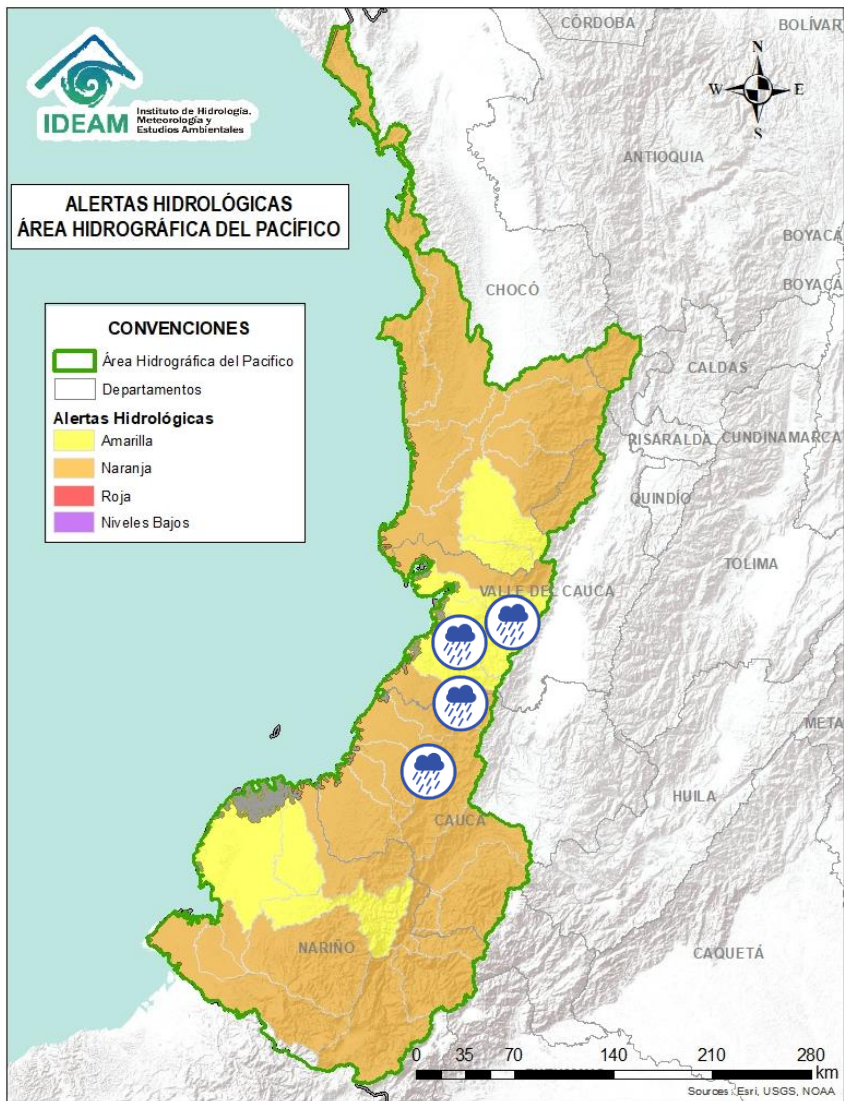 IDEAM
Instituto de Hidrología,
Meteorología y
Estudios Ambientales
ALERTAS HIDROLÓGICAS
ÁREA HIDROGRÁFICA DEL PACÍFICO
CONVENCIONES
Área Hidrográfica del Pacifico
Departamentos
Alertas Hidrológicas
Amarilla
Naranja
Roja
Niveles Bajos
N
W
E
S
CÓRDOBA
BOLÍVAR
ANTIOQUIA
BOYACÁ
BOYACÁ
CHOCÓ
CALDAS
RISARALDA
CUNDINAMARCA
QUINDÍO
TOLIMA
VALLE DEL CAUCA
META
HUILA
CAUCA
NARIÑO
CAQUETÁ
0 35 70 140 210 280
km
Sources: Esri, USGS, NOAA